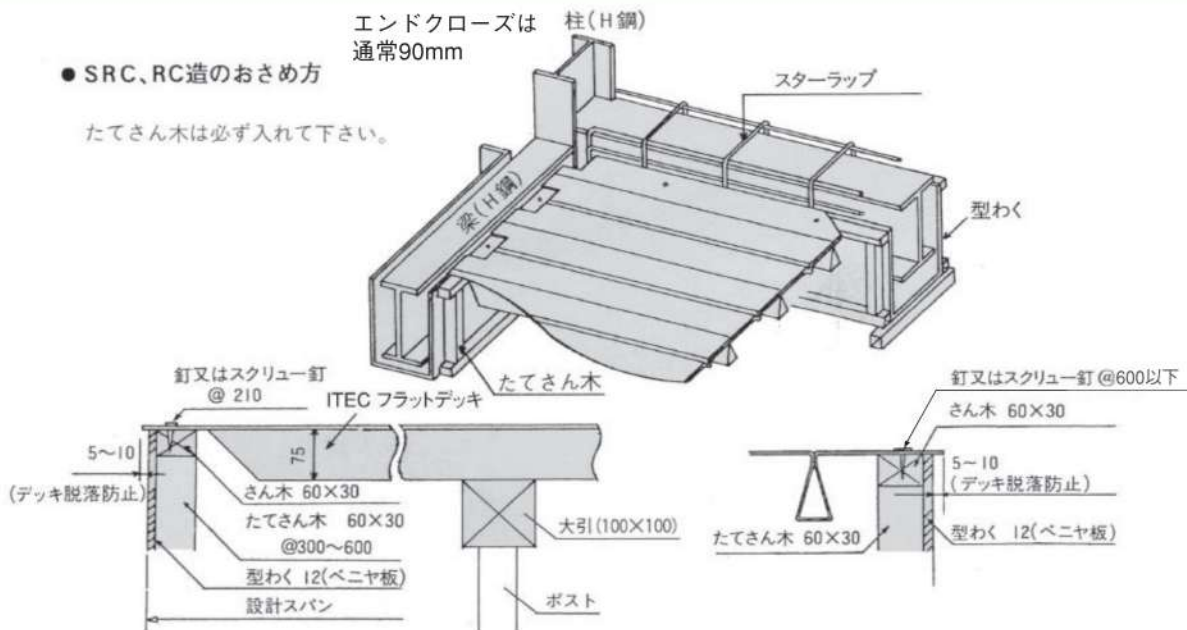 エンドクローズは
通常90mm
柱(H鋼)
● SRC、RC造のおさめ方
たてさん木は必ず入れて下さい。
スターラップ
梁(H鋼)
型わく
たてさん木
釘又はスクリュー釘
@ 210
ITEC フラットデッキ
75
5〜10
(デッキ脱落防止)
さん木 60×30
たてさん木 60×30
@300〜600
型わく 12(ベニヤ板)
設計スパン
大引(100×100)
ポスト
釘又はスクリュー釘@600以下
さん木 60×30
5〜10
(デッキ脱落防止)
たてさん木 60×30
型わく 12(ベニヤ板)